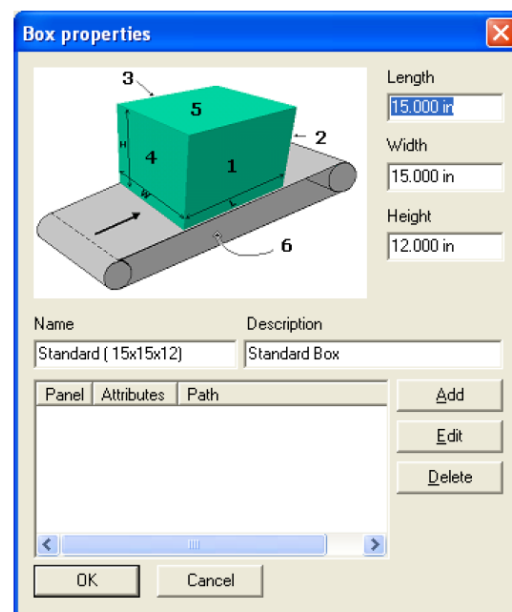 Box properties
Length
15.000 in
Width
15.000 in
Height
12.000 in
3
5
2
H
4
1
W
L
6
Name
Description
Standard ( 15x15x12)
Standard Box
Panel Attributes Path
Add
Edit
Delete
OK Cancel